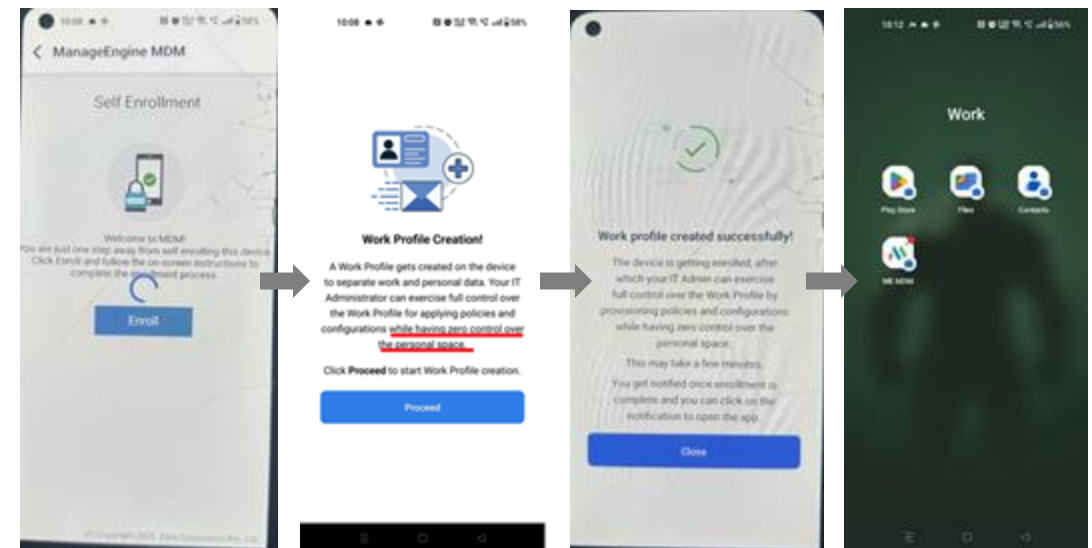 10:08
ManageEngine MDM
Self Enrollment
Welcome to MDM!
You are just one step away from self enrolling this device.
Click Enroll and follow the on-screen instructions to
complete the enrollment process.
Enroll
10:08
58%
Work Profile Creation!
A Work Profile gets created on the device
to separate work and personal data. Your IT
Administrator can exercise full control over
the Work Profile for applying policies and
configurations while having zero control over
the personal space.
Click Proceed to start Work Profile creation.
Proceed
Work profile created successfully!
The device is getting enrolled, after
which your IT Admin can exercise
full control over the Work Profile by
provisioning policies and configurations
while having zero control over the
personal space.
This may take a few minutes.
You get notified once enrollment is
complete and you can click on the
notification to open the app
Close
10:12
56%
Work
Play Store
Files
Contacts
ME MDM